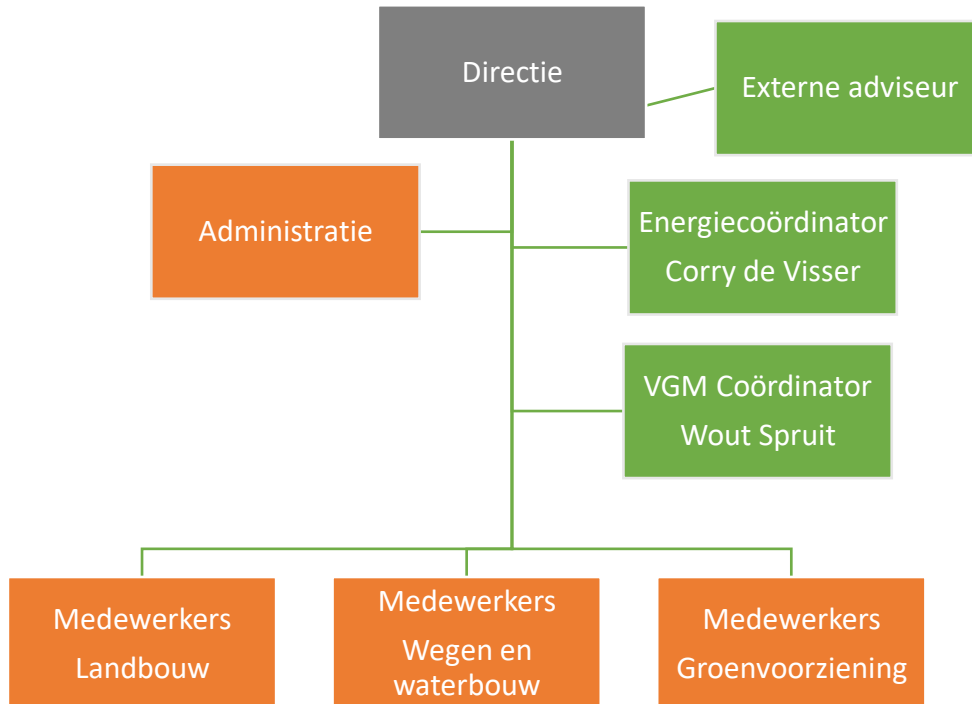 Directie
Externe adviseur
Administratie
Energiecoördinator
Corry de Visser
VGM Coördinator
Wout Spruit
Medewerkers
Landbouw
Medewerkers
Wegen en
waterbouw
Medewerkers
Groenvoorziening